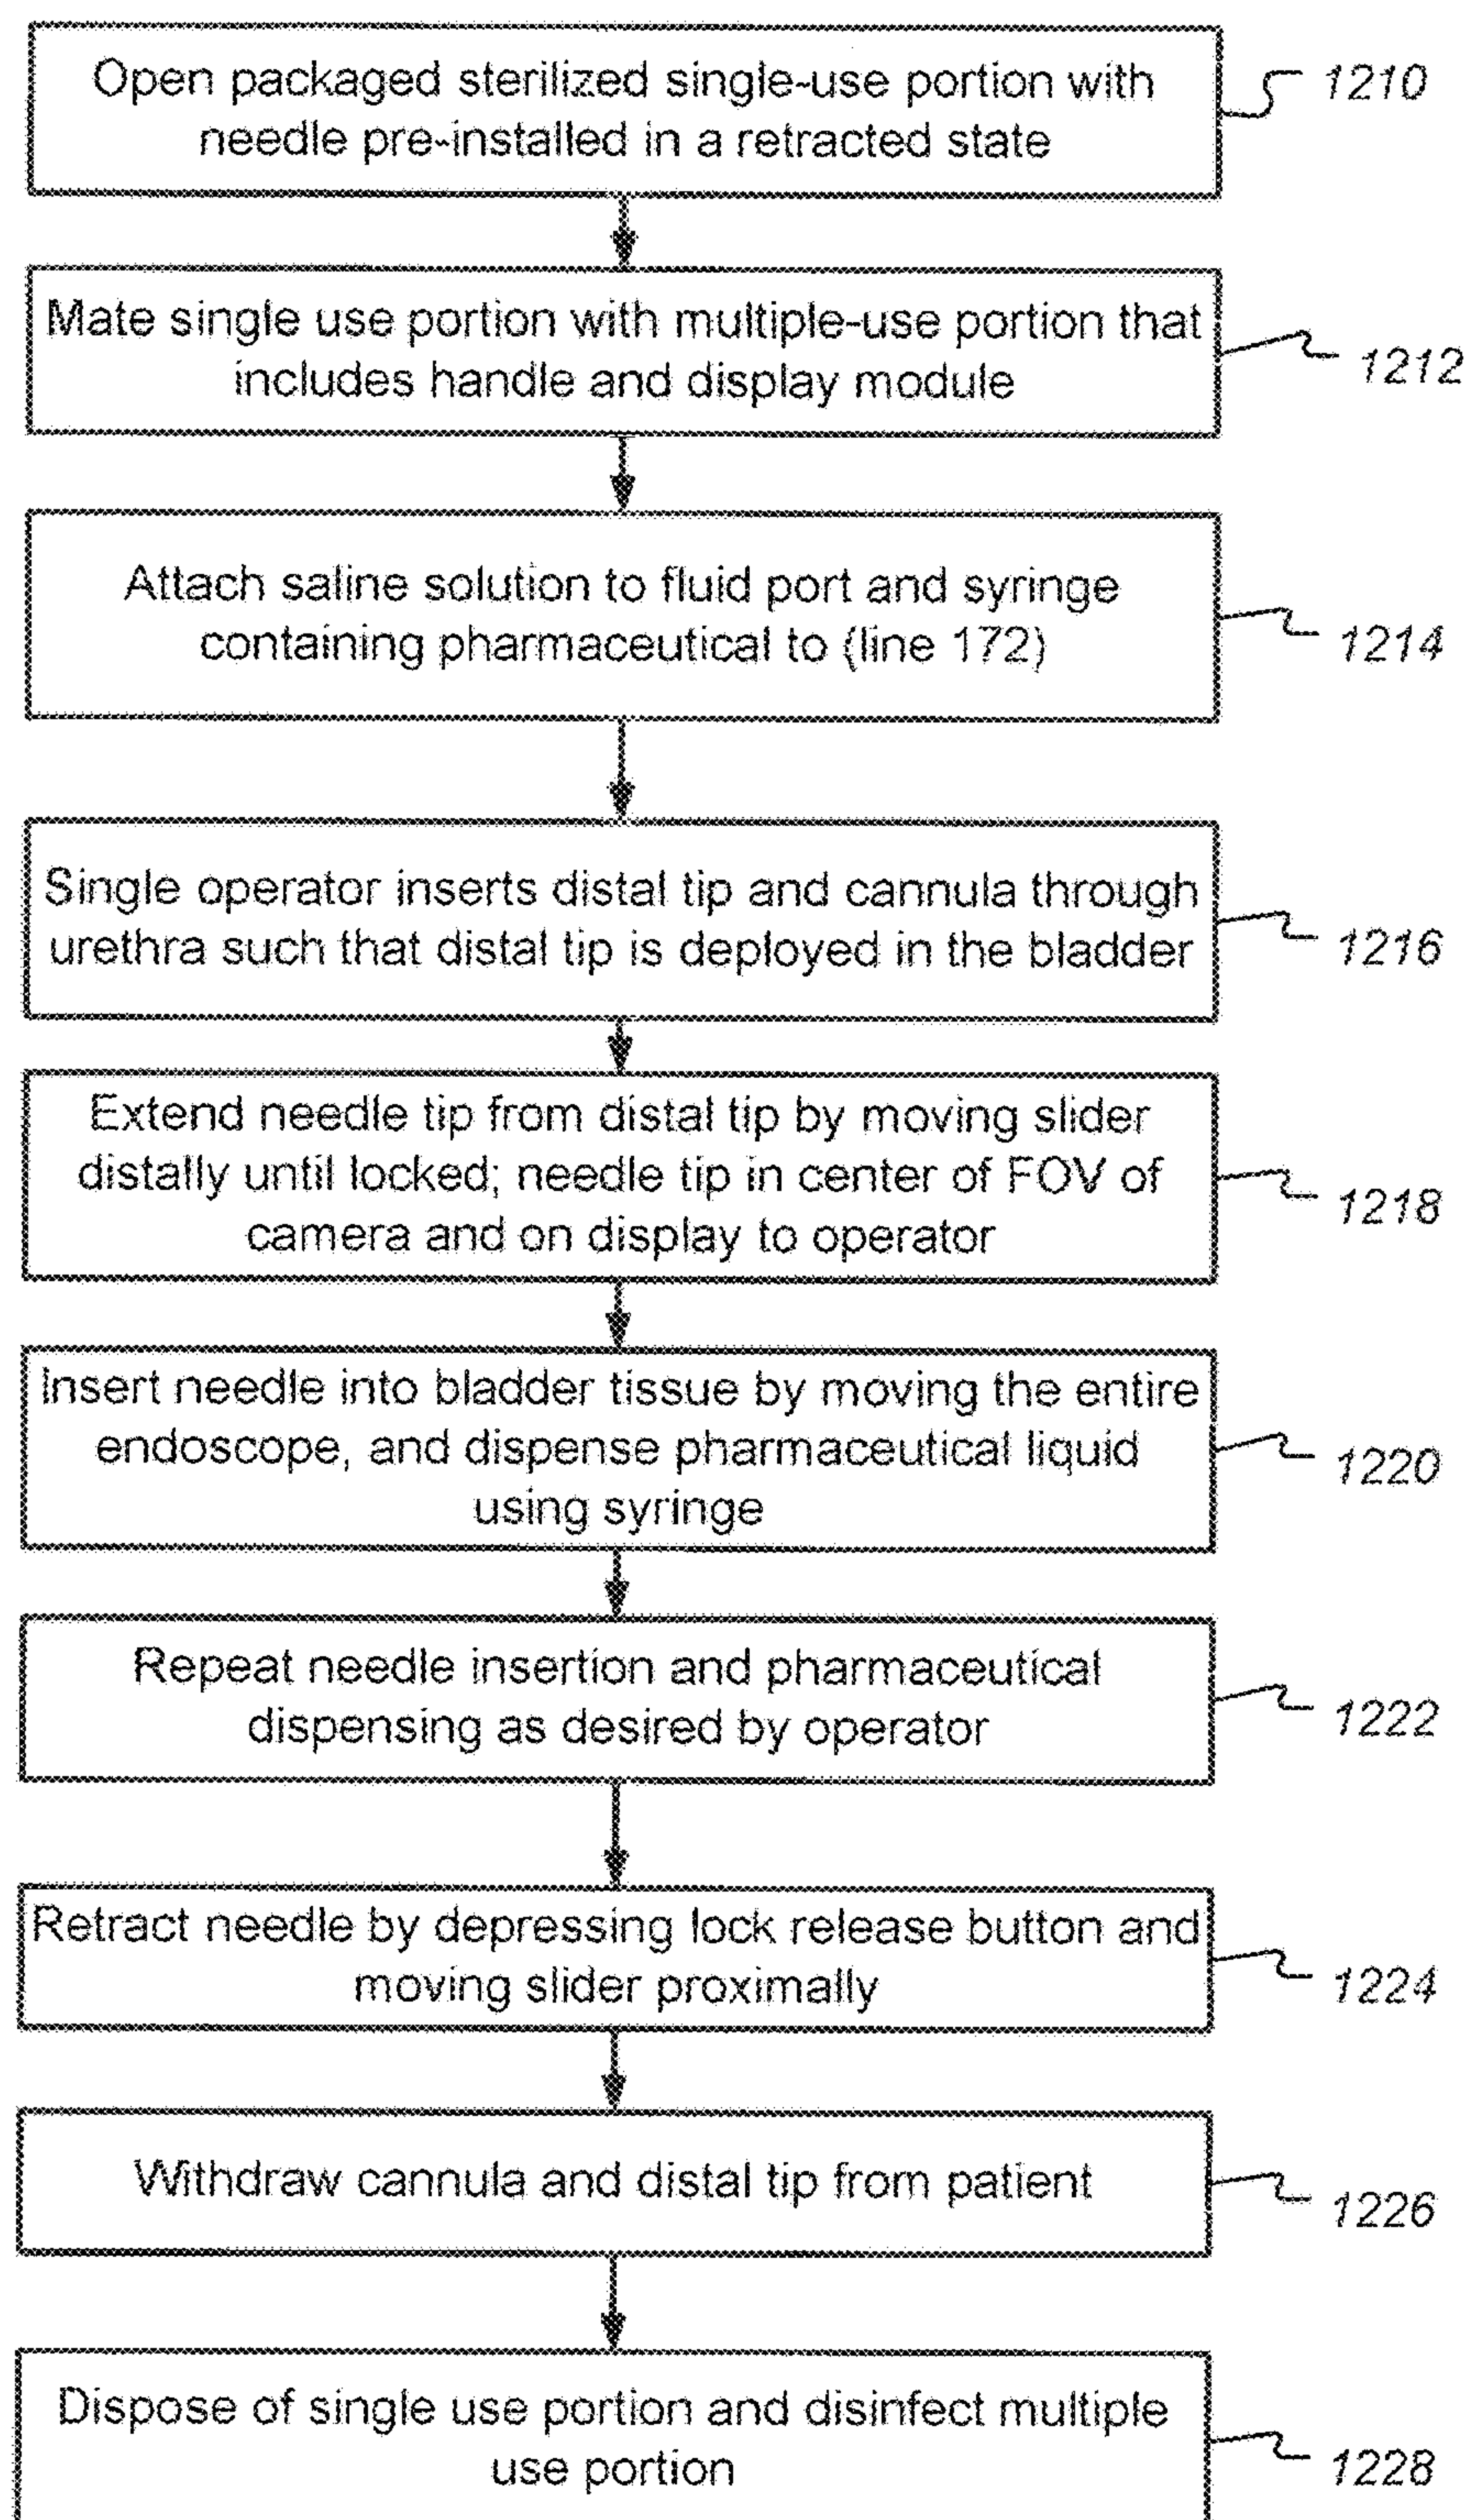 Open packaged sterilized single-use portion with
needle pre-installed in a retracted state
1210
Mate single use portion with multiple-use portion that
includes handle and display module
1212
Attach saline solution to fluid port and syringe
containing pharmaceutical to (line 172)
1214
Single operator inserts distal tip and cannula through
urethra such that distal tip is deployed in the bladder
1216
Extend needle tip from distal tip by moving slider
distally until locked; needle tip in center of FOV of
camera and on display to operator
1218
Insert needle into bladder tissue by moving the entire
endoscope, and dispense pharmaceutical liquid
using syringe
1220
Repeat needle insertion and pharmaceutical
dispensing as desired by operator
1222
Retract needle by depressing lock release button and
moving slider proximally
1224
Withdraw cannula and distal tip from patient
1226
Dispose of single use portion and disinfect multiple
use portion
1228